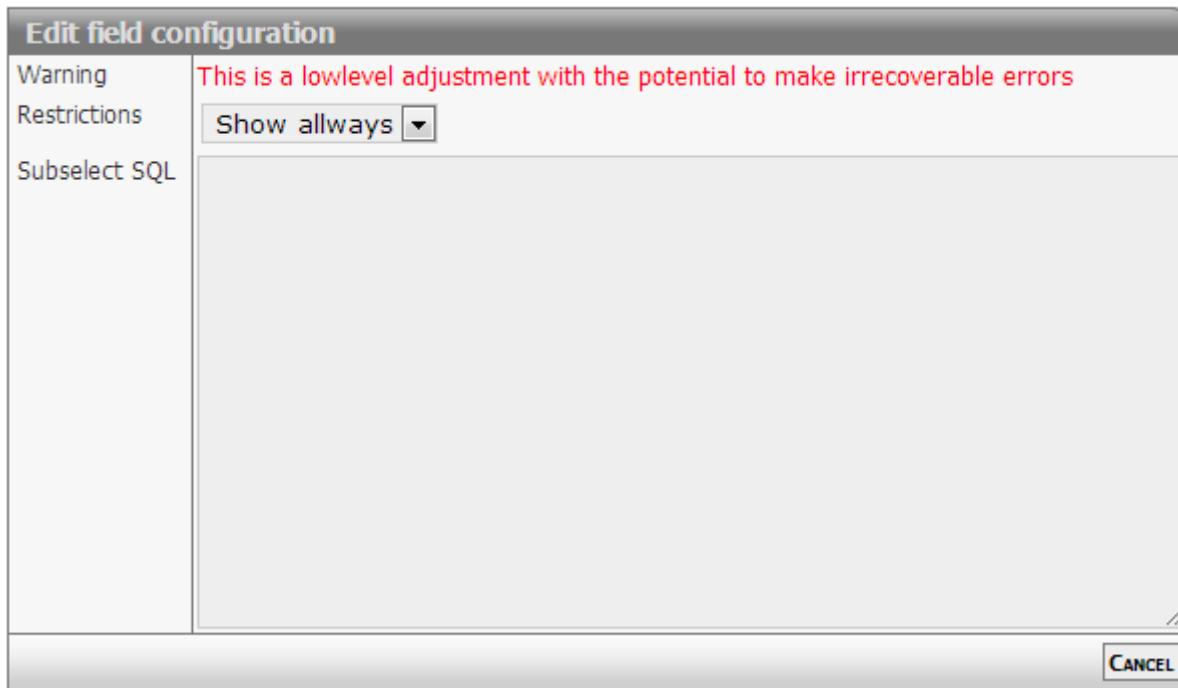 Edit field configuration
Warning This is a lowlevel adjustment with the potential to make irrecoverable errors
Restrictions Show allways
Subselect SQL
CANCEL